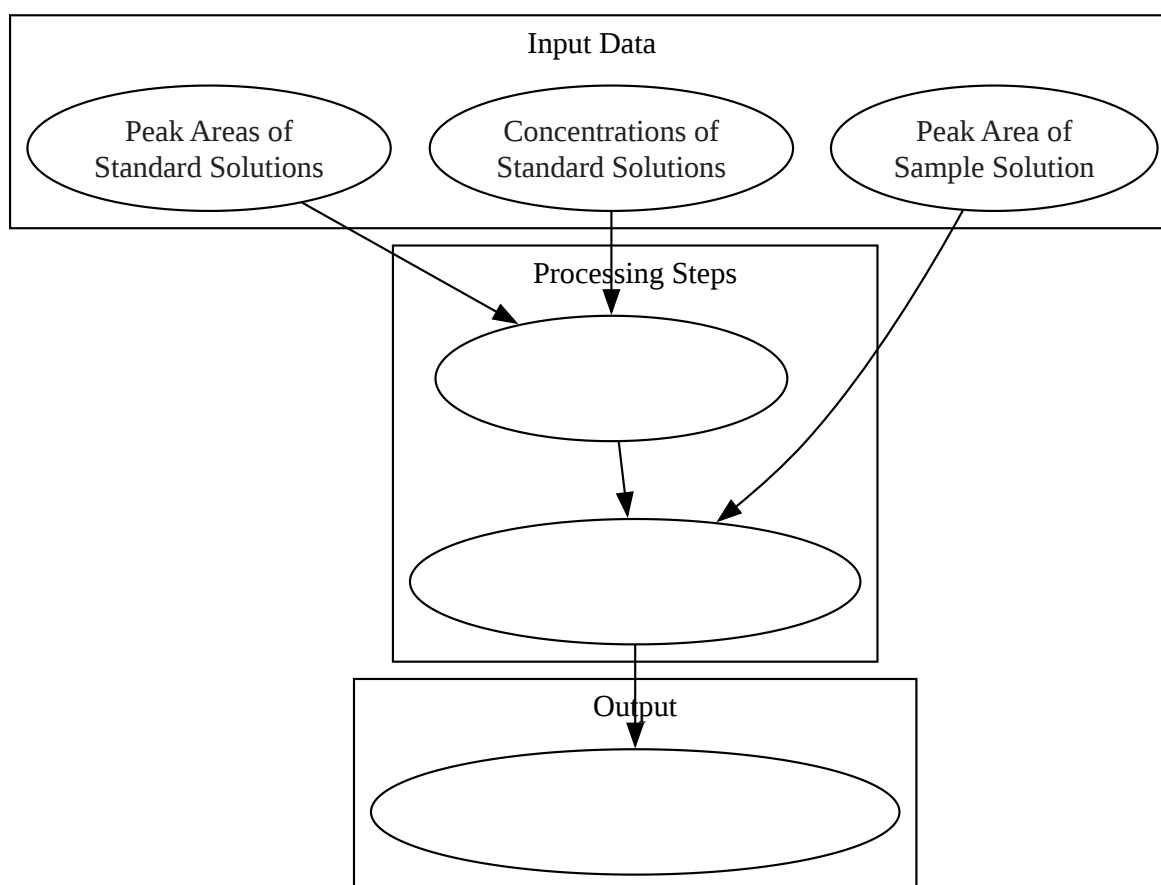 Input Data
Peak Areas of
Standard Solutions
Concentrations of
Standard Solutions
Peak Area of
Sample Solution
Processing Steps
Output